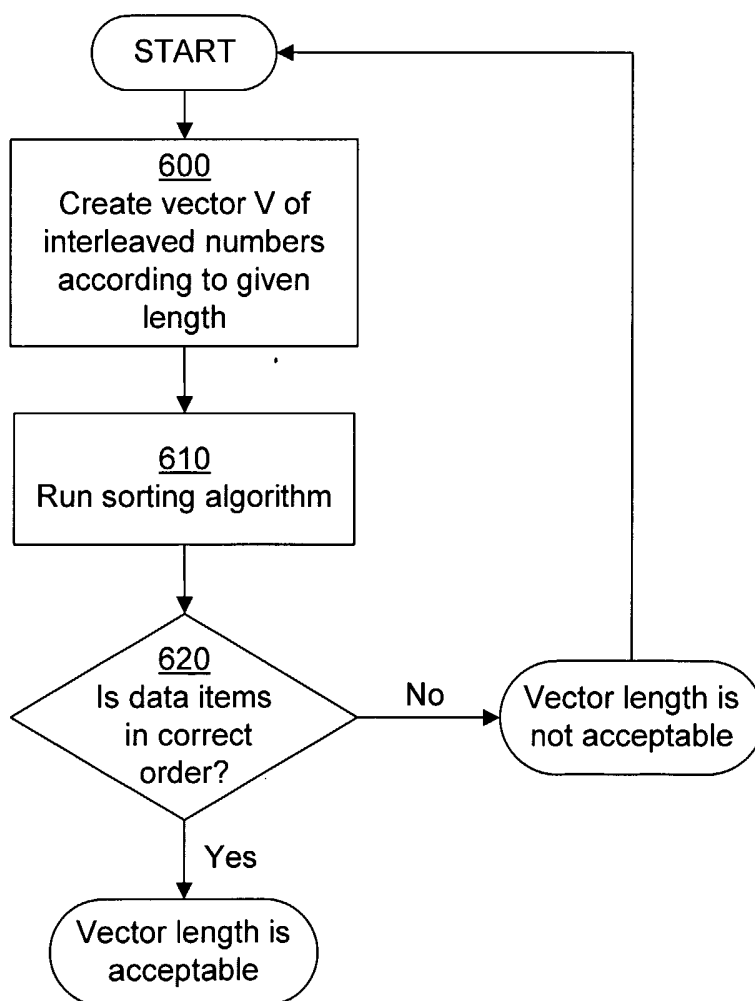 START
600
Create vector V of
interleaved numbers
according to given
length
610
Run sorting algorithm
620
Is data items
in correct
order?
No
Vector length is
not acceptable
Yes
Vector length is
acceptable